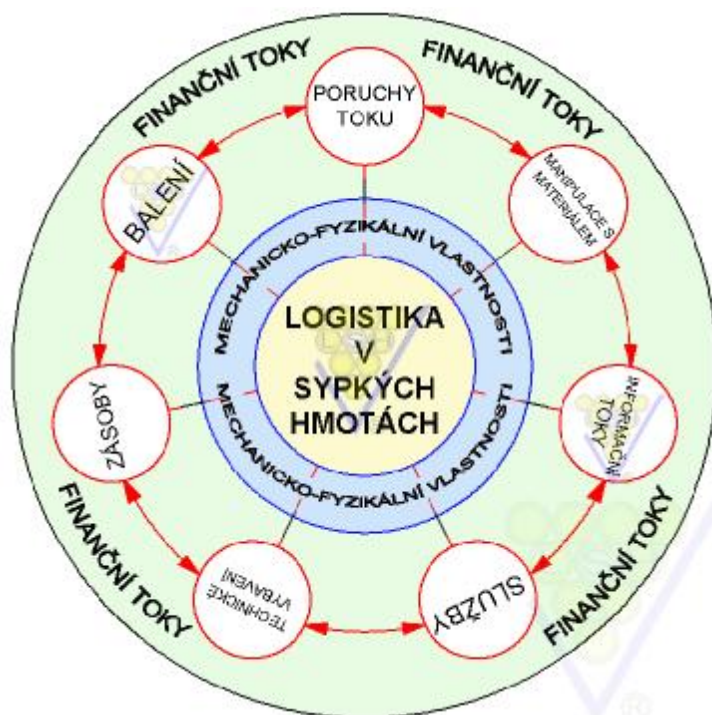 FINANČNÍ TOKY
FINANČNÍ TOKY
PORUCHY
TOKU
BALENÍ
MANIPULACE S
MATERIÁLEM
MECHANICKO-FYZIKÁLNÍ VLASTNOSTI
LOGISTIKA
V
SYPKÝCH
HMOTÁCH
MECHANICKO-FYZIKÁLNÍ VLASTNOSTI
ZÁSOBY
INFORMAČNÍ
TOKY
TECHNICKÉ
VYBAVENÍ
SLUŽBY
FINANČNÍ TOKY
FINANČNÍ TOKY